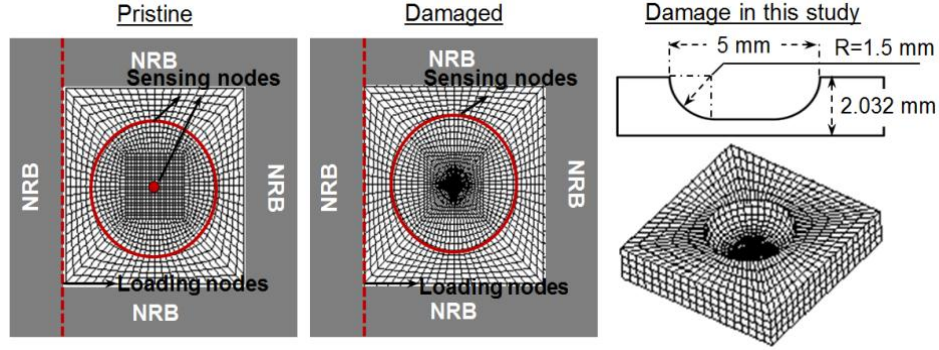 Pristine
NRB
Sensing nodes
NRB
NRB
Loading nodes
NRB
Damaged
NRB
Sensing nodes
NRB
NRB
Loading nodes
NRB
Damage in this study
5 mm
R=1.5 mm
2.032 mm